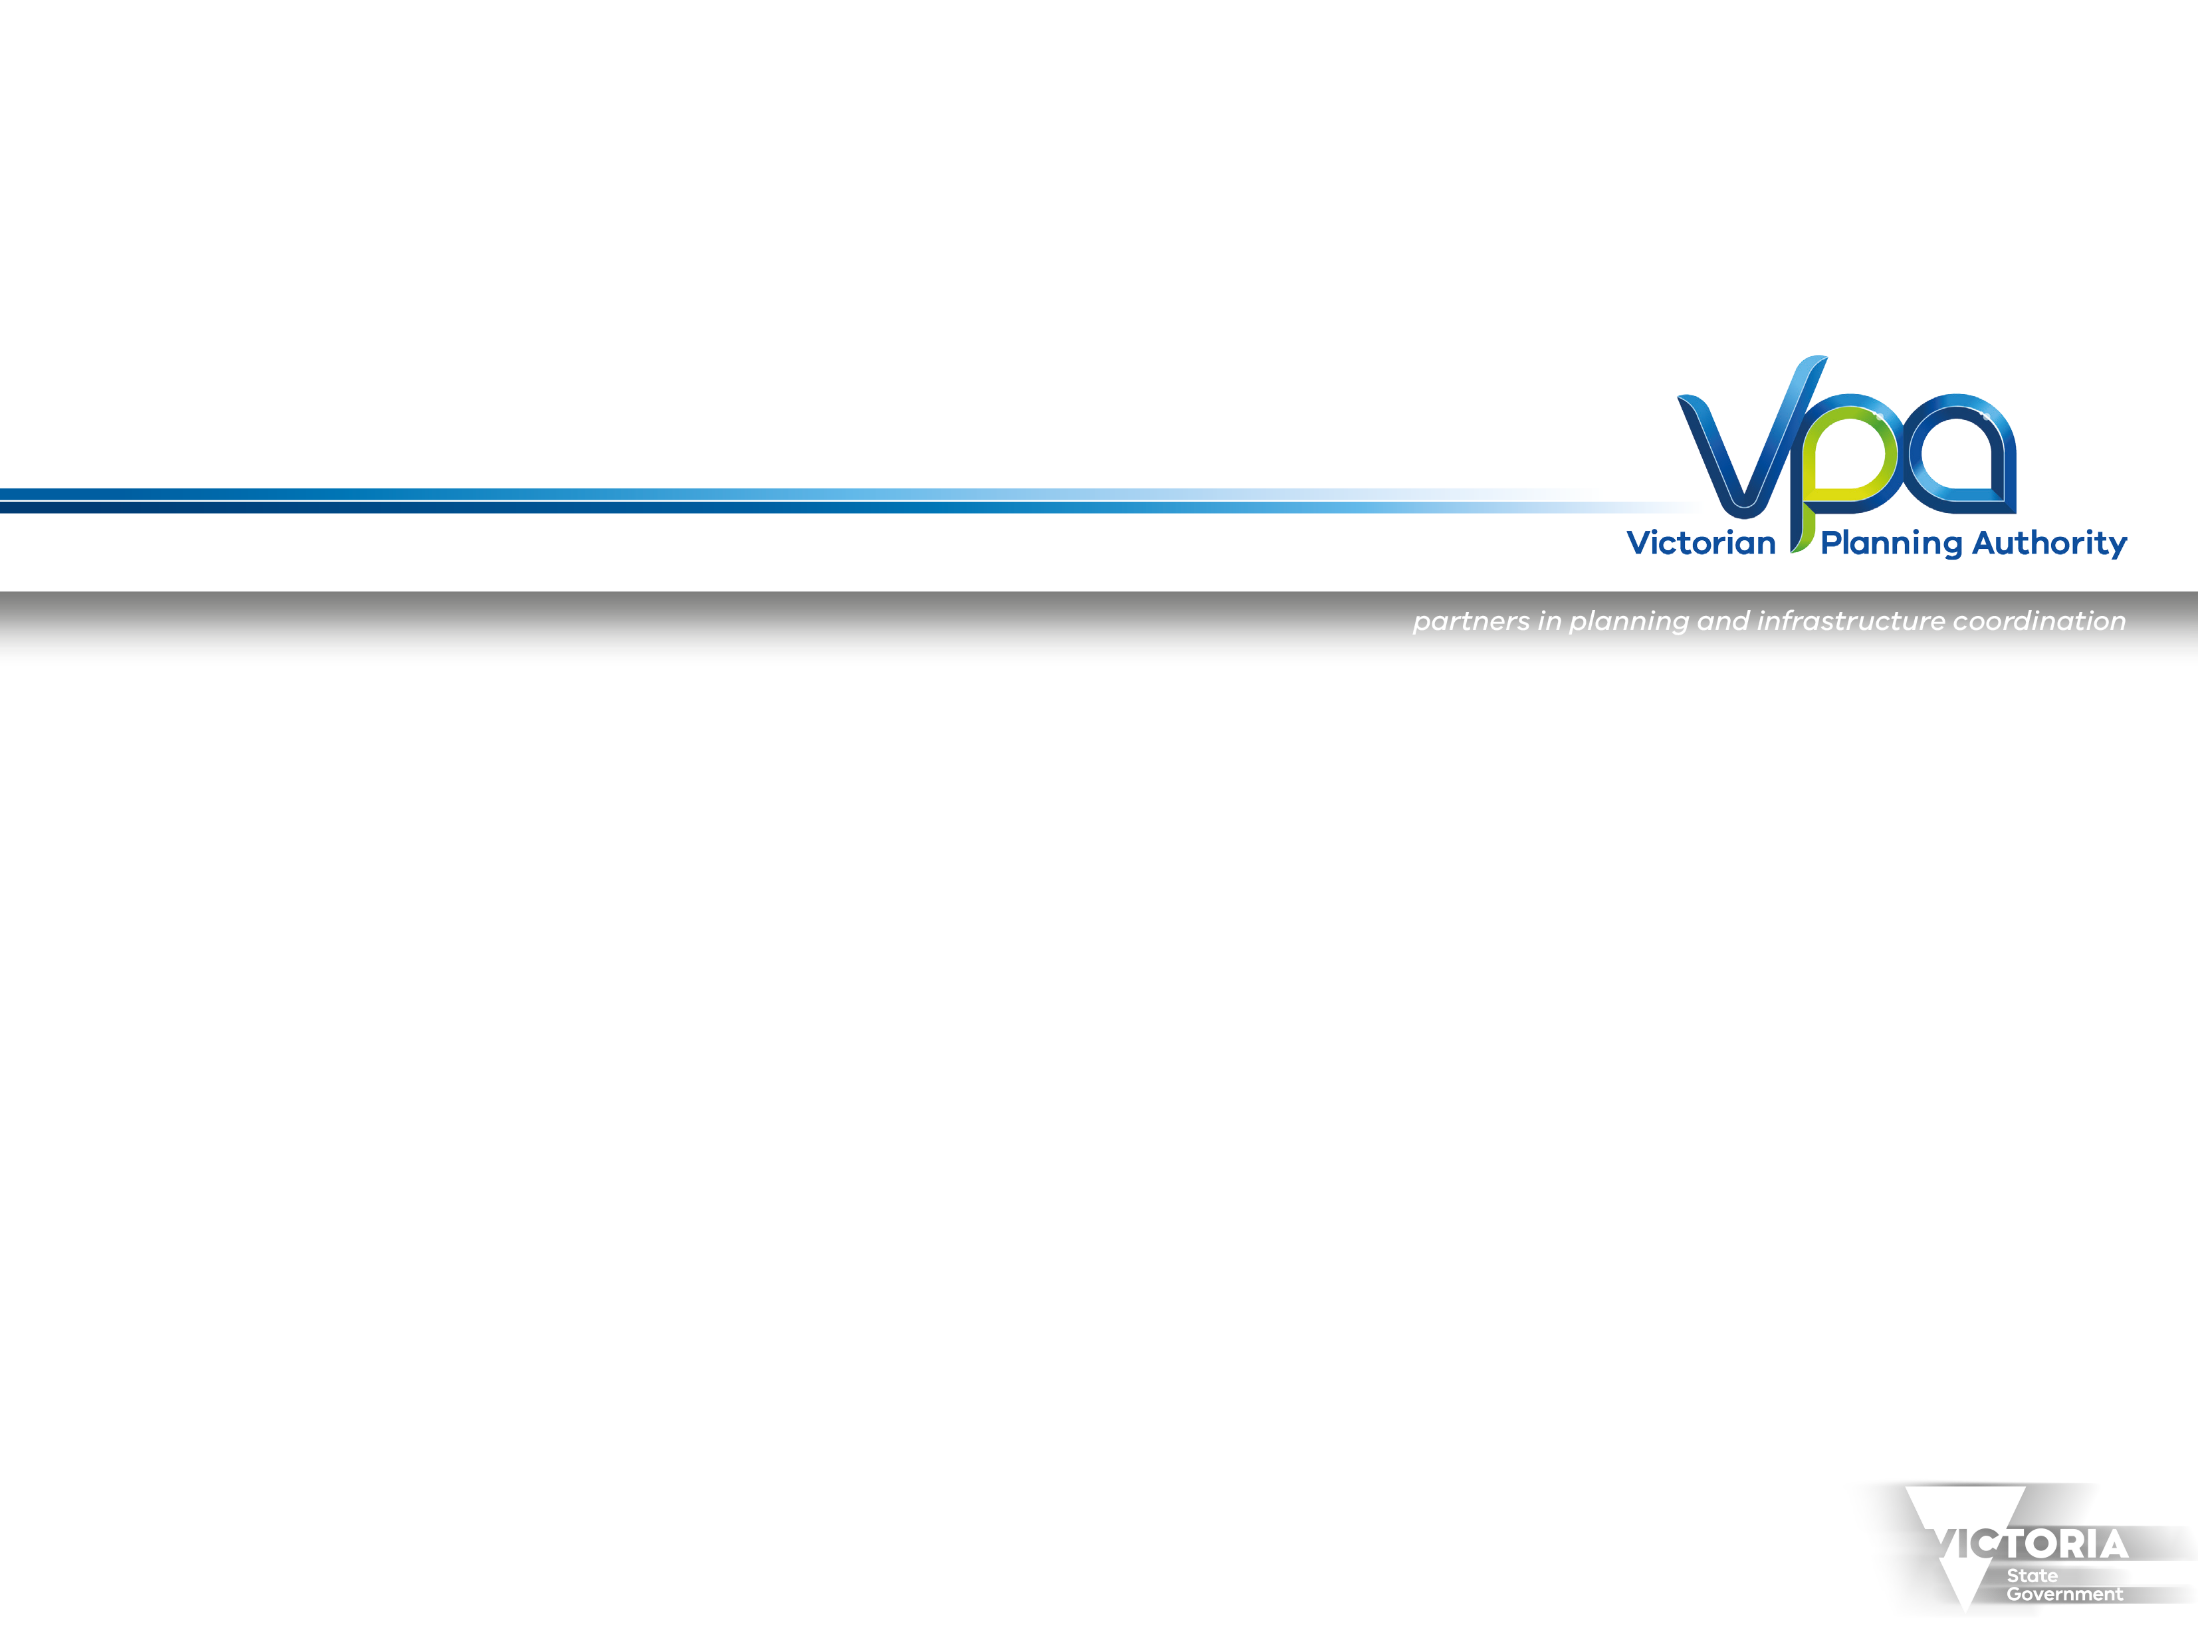 vpa
Victorian Planning Authority
partners in planning and infrastructure coordination
VICTORIA
State
Government